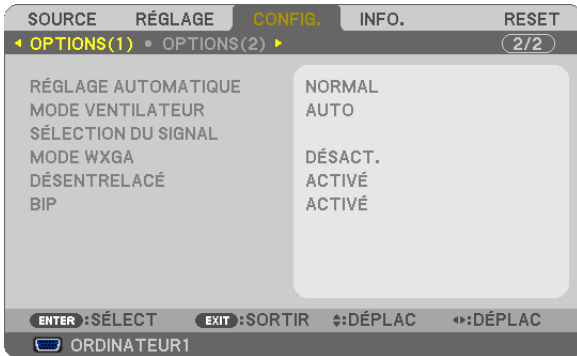 SOURCE RÉGLAGE CONFIG. INFO. RESET
OPTIONS(1) • OPTIONS(2) 2/2
RÉGLAGE AUTOMATIQUE NORMAL
MODE VENTILATEUR AUTO
SÉLECTION DU SIGNAL
MODE WXGA DÉSACT.
DÉSENTRELACÉ ACTIVÉ
BIP ACTIVÉ
ENTER :SÉLECT EXIT :SORTIR :DÉPLAC :DÉPLAC
ORDINATEUR1